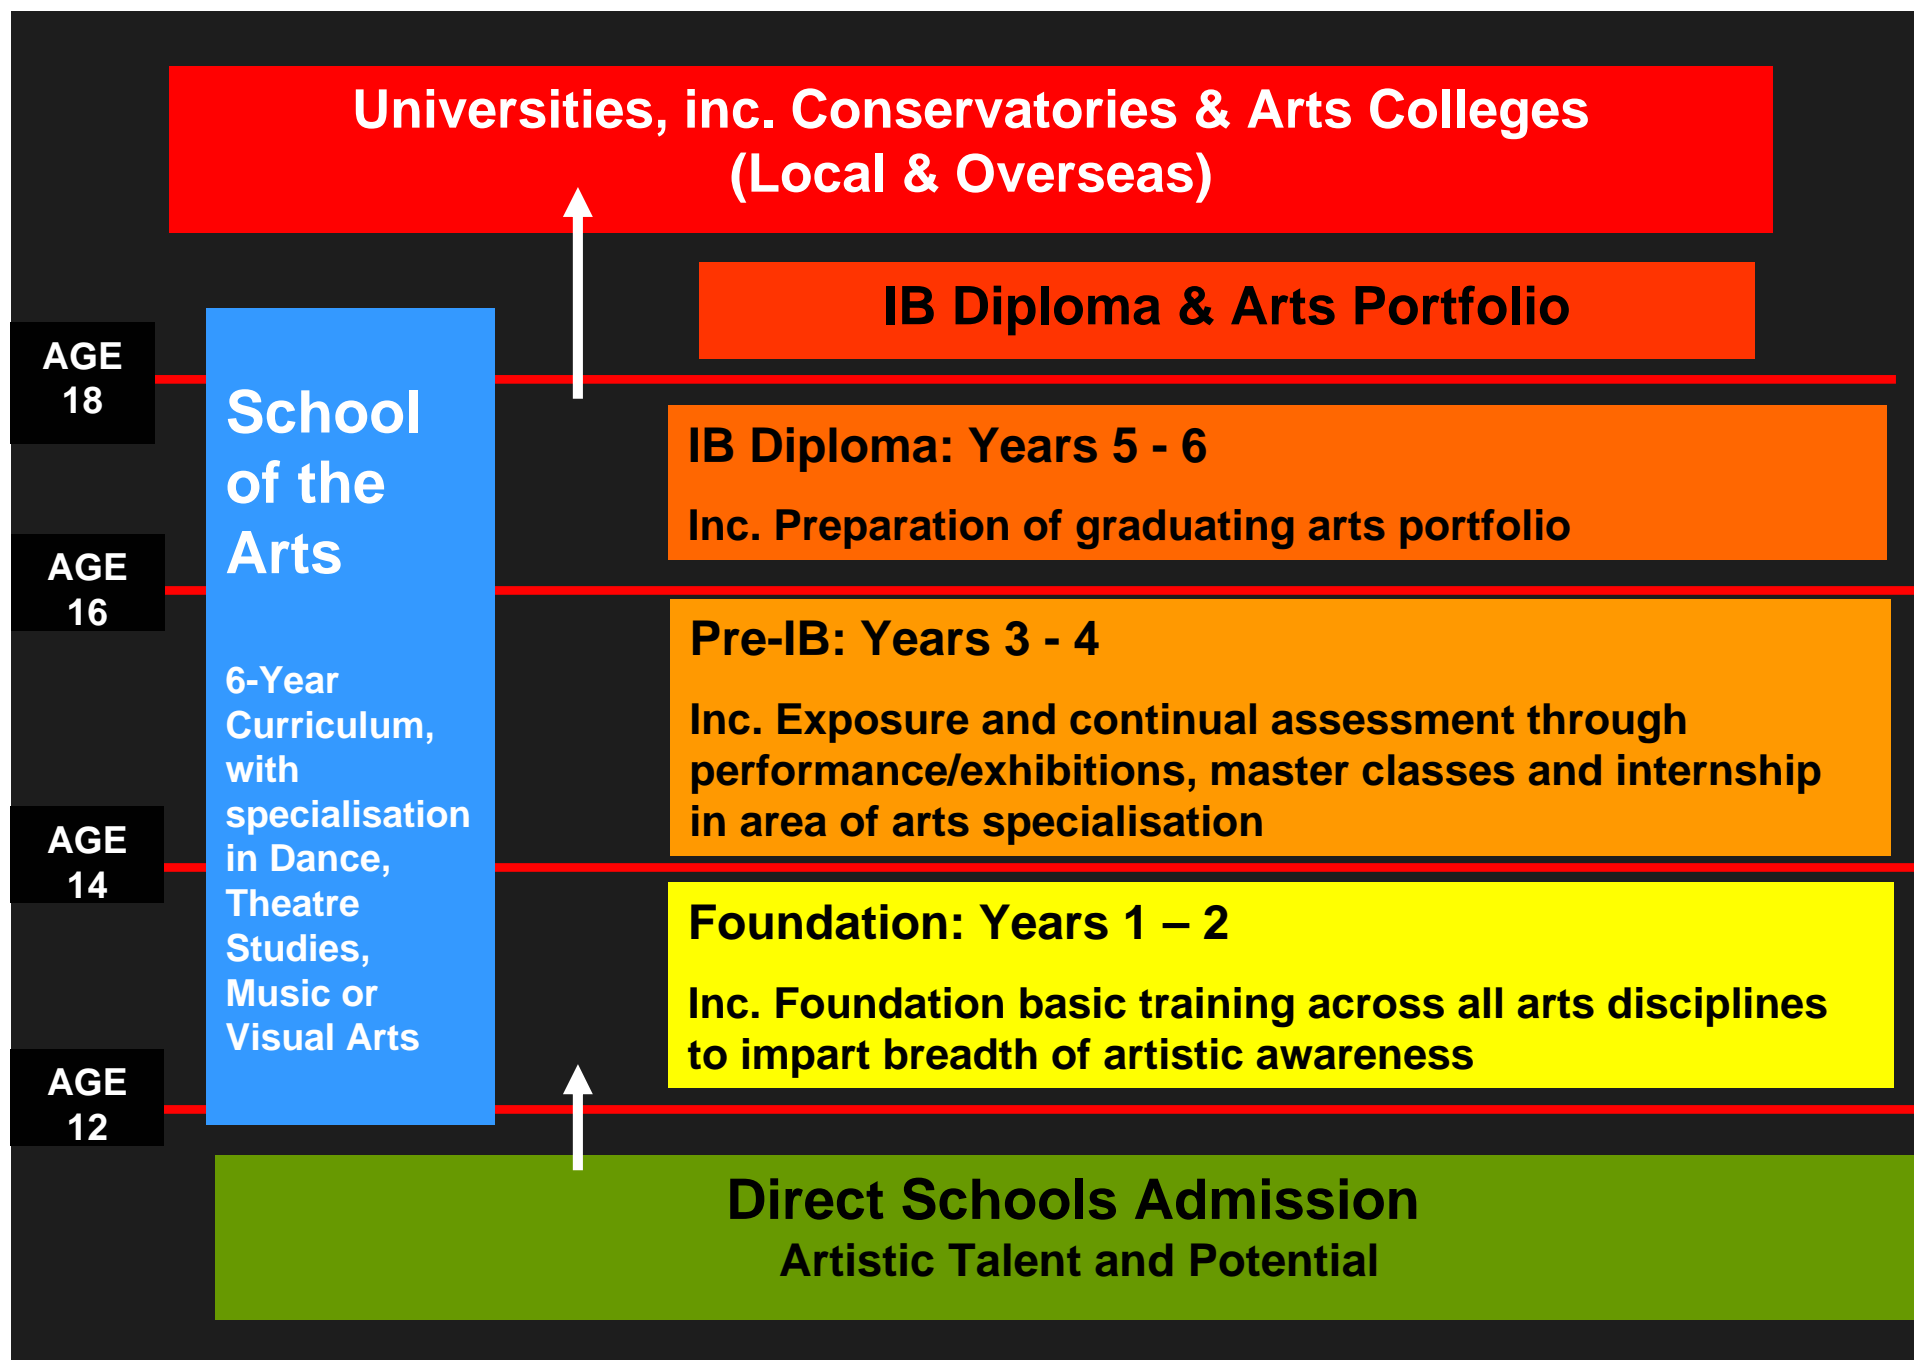 Universities, inc. Conservatories & Arts Colleges
(Local & Overseas)
IB Diploma & Arts Portfolio
AGE
18
School
of the
Arts
6-Year
Curriculum,
with
specialisation
in Dance,
Theatre
Studies,
Music or
Visual Arts
IB Diploma: Years 5 - 6
Inc. Preparation of graduating arts portfolio
AGE
16
Pre-IB: Years 3 - 4
Inc. Exposure and continual assessment through
performance/exhibitions, master classes and internship
in area of arts specialisation
AGE
14
Foundation: Years 1 – 2
Inc. Foundation basic training across all arts disciplines
to impart breadth of artistic awareness
AGE
12
Direct Schools Admission
Artistic Talent and Potential